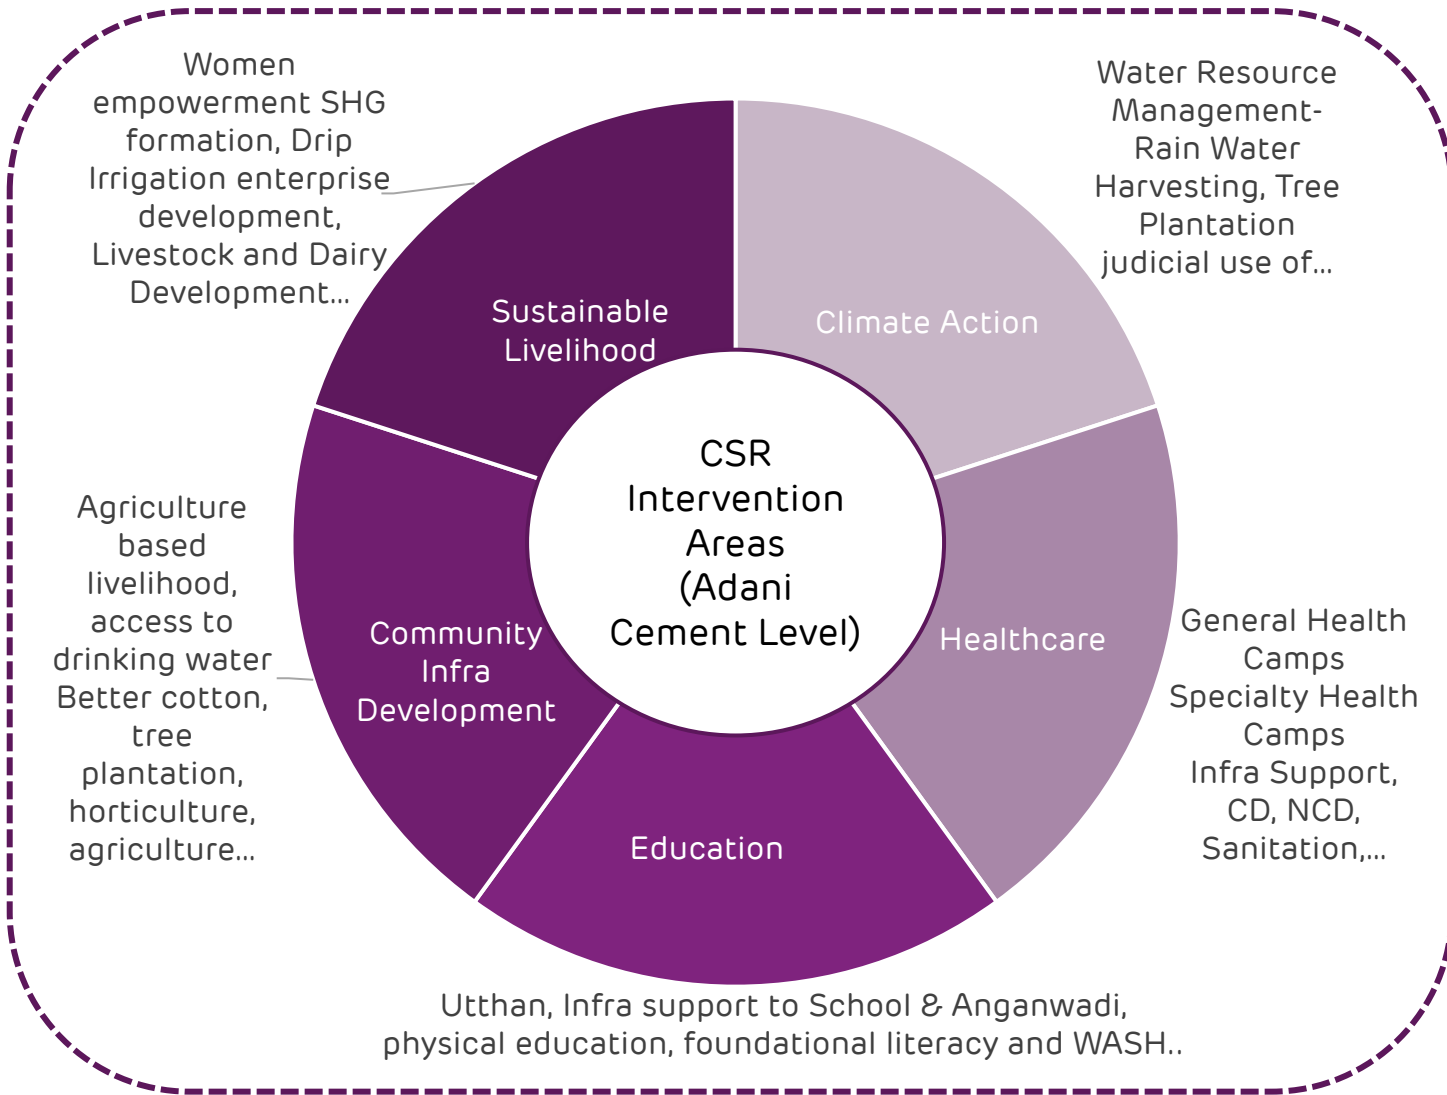 Women
empowerment SHG
formation, Drip
Irrigation enterprise
development,
Livestock and Dairy
Development...
Water Resource
Management-
Rain Water
Harvesting, Tree
Plantation
judicial use of...
Sustainable
Livelihood
Climate Action
CSR
Intervention
Areas
(Adani
Cement Level)
Agriculture
based
livelihood,
access to
drinking water
Better cotton,
tree
plantation,
horticulture,
agriculture...
Community
Infra
Development
Healthcare
General Health
Camps
Specialty Health
Camps
Infra Support,
CD, NCD,
Sanitation,...
Education
Utthan, Infra support to School & Anganwadi,
physical education, foundational literacy and WASH..